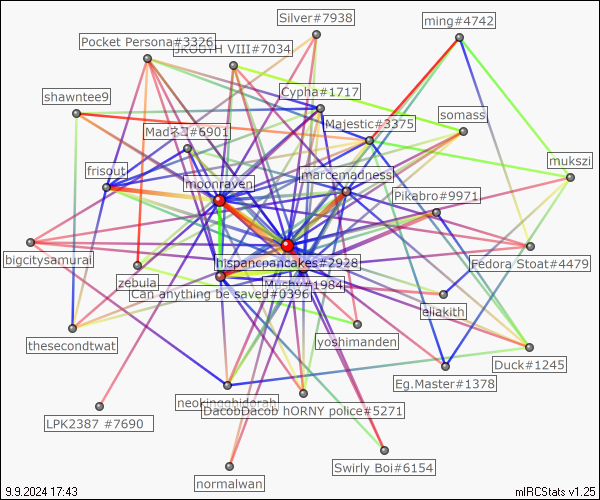 Silver#7938
ming#4742
Pocket Persona#3326
JKOUTH VIII#7034
Cypha#1717
shawntee9
somass
Majestic#3375
Madネコ#6901
mukszi
frisout
marcemadness
moonraven
Pikabro#9971
bigcitysamurai
hispancpancakes#2928
Fedora Stoat#4479
zebula
Mushy#1984
Can anything be saved#0396
eliakith
thesecondtwat
yoshimanden
Duck#1245
Eg.Master#1378
neokingghidorah
DacobDacob hORNY police#5271
LPK2387 #7690
Swirly Boi#6154
normalwan
9.9.2024 17:43
mIRCStats v1.25